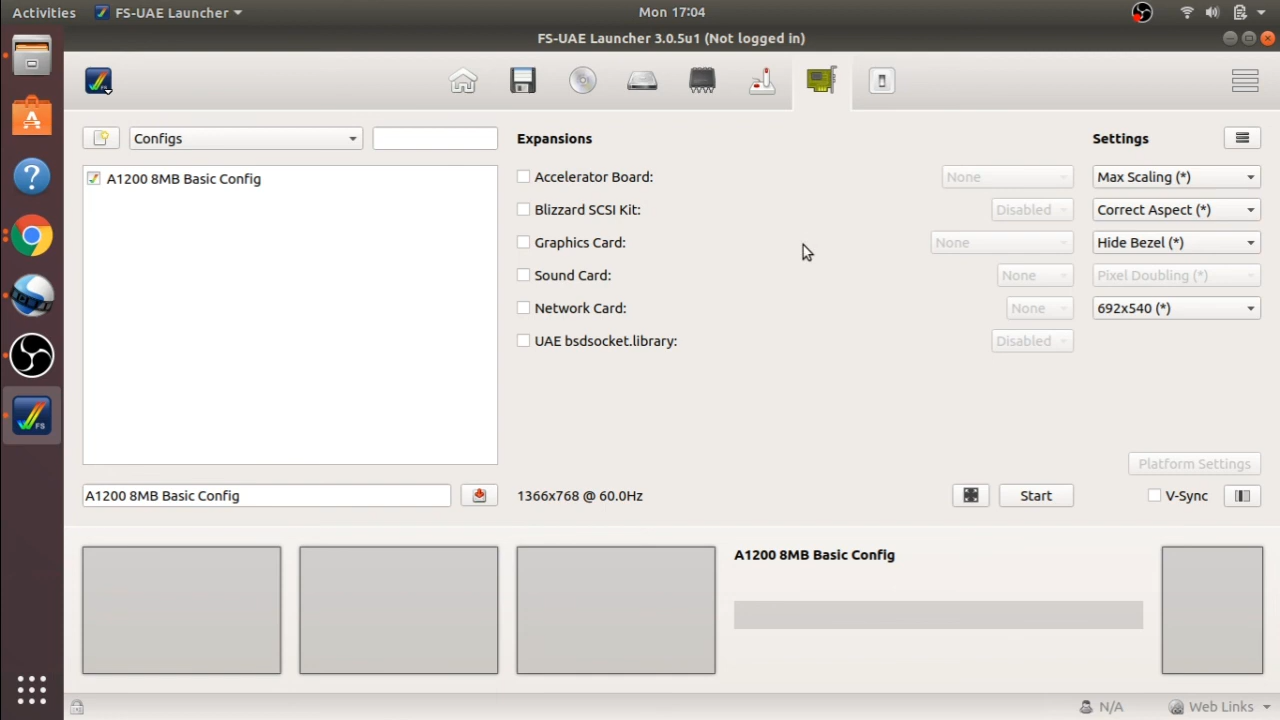 Activities
FS-UAE Launcher
Mon 17:04
FS-UAE Launcher 3.0.5u1 (Not logged in)
Configs
A1200 8MB Basic Config
A1200 8MB Basic Config
Expansions
Accelerator Board:
None
Blizzard SCSI Kit:
Disabled
Graphics Card:
None
Sound Card:
None
Network Card:
None
UAE bsdsocket.library:
Disabled
1366x768 @ 60.0Hz
Start
Settings
Max Scaling (*)
Correct Aspect (*)
Hide Bezel (*)
Pixel Doubling (*)
692x540 (*)
Platform Settings
V-Sync
A1200 8MB Basic Config
FS
N/A
Web Links